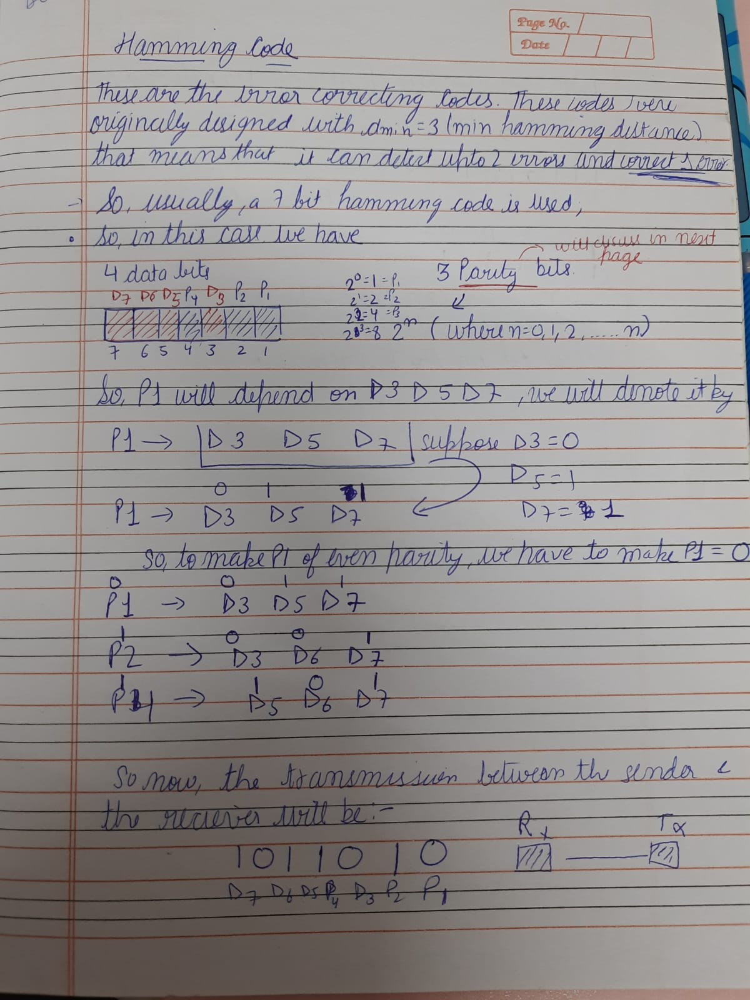 Page No.
Date
Hamming Code
These are the error correcting codes. These codes were
originally designed with dmin=3 (min hamming distance)
that means that it can detect upto 2 errors and correct 1 error.
→ So, usually, a 7 bit hamming code is used,
• So, in this case we have
will discuss in next
page
4 data bits
3 Parity bits.
D7 D6 D5 P4 D3 P2 P1
2^0=1=P1
2^1=2=P2
2^2=4=P3
2^3=8
2^n (where n=0,1,2,..... n)
7 6 5 4 3 2 1
So, P1 will depend on D3 D5 D7, we will denote it by
P1 → D3 D5 D7 suppose D3=0
D5=1
0 1 1
P1 → D3 D5 D7
D7= 1
So, to make P1 of even parity, we have to make P1=0
0 0 1 1
P1 → D3 D5 D7
1 0 0 1
P2 → D3 D6 D7
1 1 0 1
P4 → D5 D6 D7
So now, the transmission between th sender &
the reciever will be:-
Rx Tx
1 0 1 1 0 1 0
D7 D6 D5 P4 D3 P2 P1